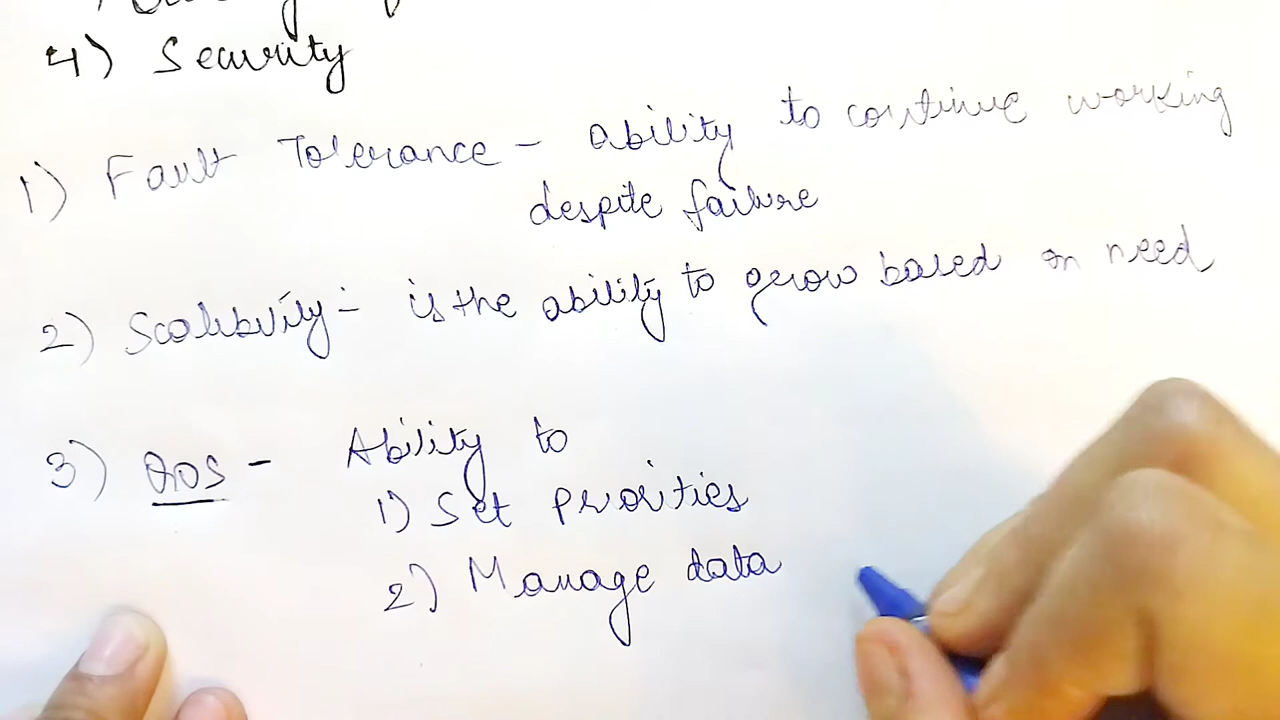 4) Security
1) Fault Tolerance - ability to continue working
despite failure
2) Scalibility :- is the ability to grow based on need
3) QOS - Ability to
1) Set priorities
2) Manage data